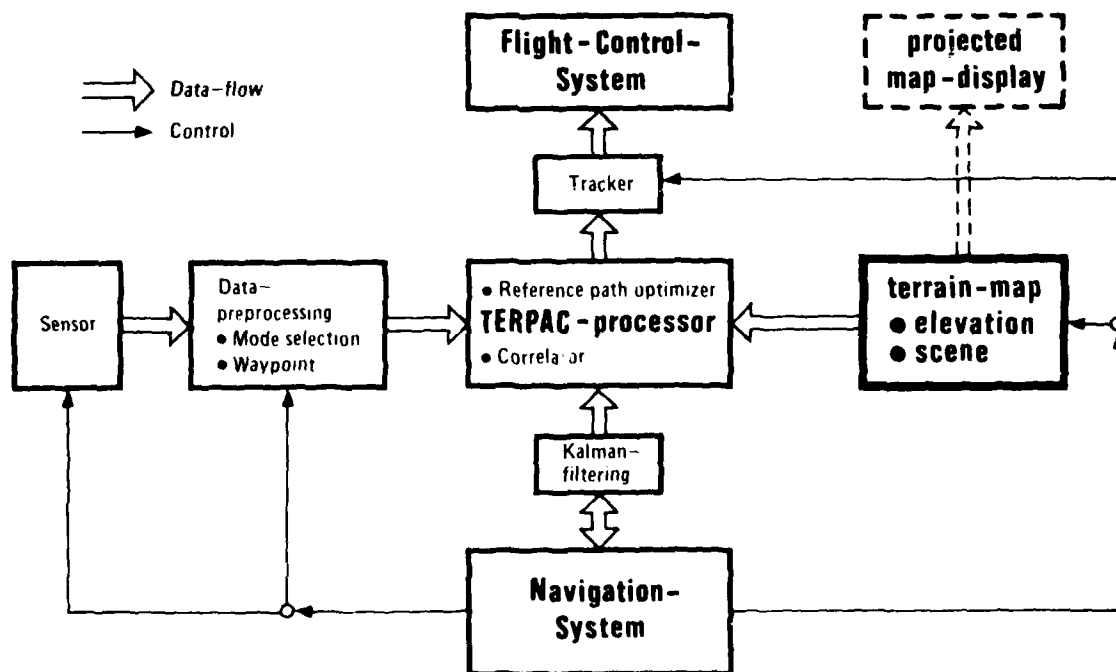 Flight-Control-
System
projected
map-display
Data-flow
Control
Tracker
Sensor
Data-
preprocessing
• Mode selection
• Waypoint
• Reference path optimizer
TERPAC-processor
• Correlator
terrain-map
• elevation
• scene
Kalman-
filtering
Navigation-
System